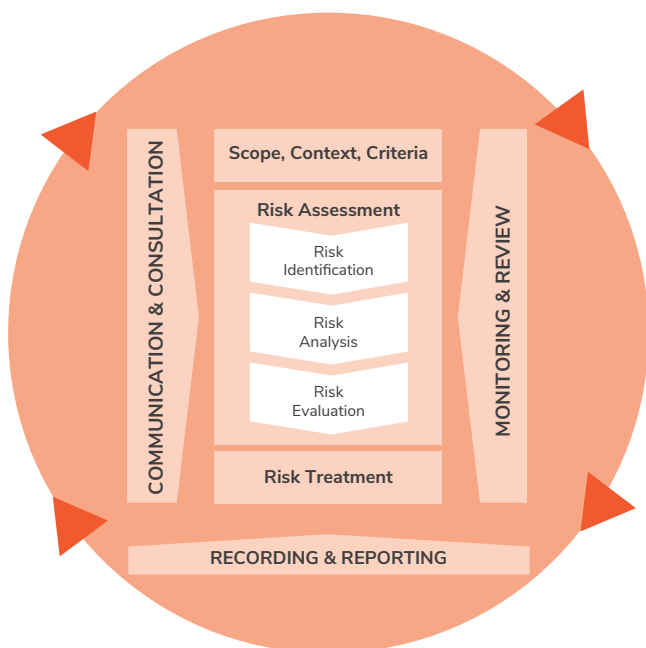 COMMUNICATION & CONSULTATION
Scope, Context, Criteria
Risk Assessment
Risk
Identification
Risk
Analysis
Risk
Evaluation
Risk Treatment
MONITORING & REVIEW
RECORDING & REPORTING